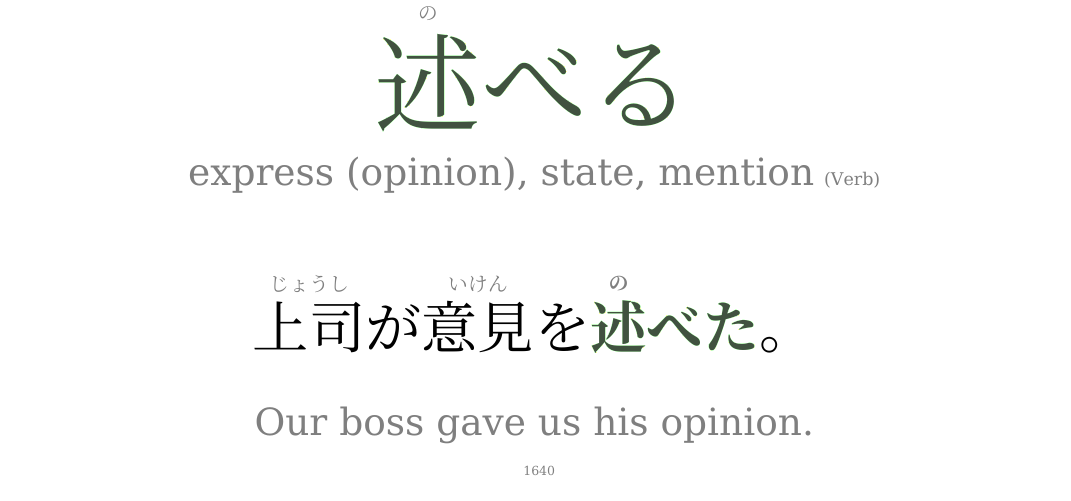 の
述べる
express (opinion), state, mention (Verb)
じょうし いけん の
上司が意見を述べた。
Our boss gave us his opinion.
1640